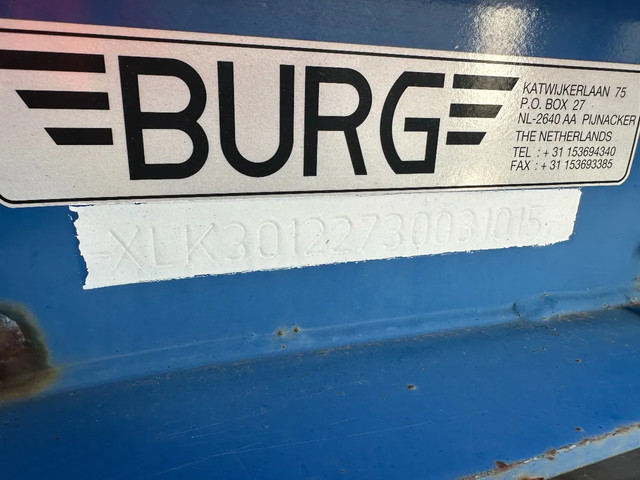 BURG
KATWIJKERLAAN 75
P.O. BOX 27
NL-2640 AA PIJNACKER
THE NETHERLANDS
TEL : +31 153694340
FAX : +31 153693385
-XLK30122730031015-